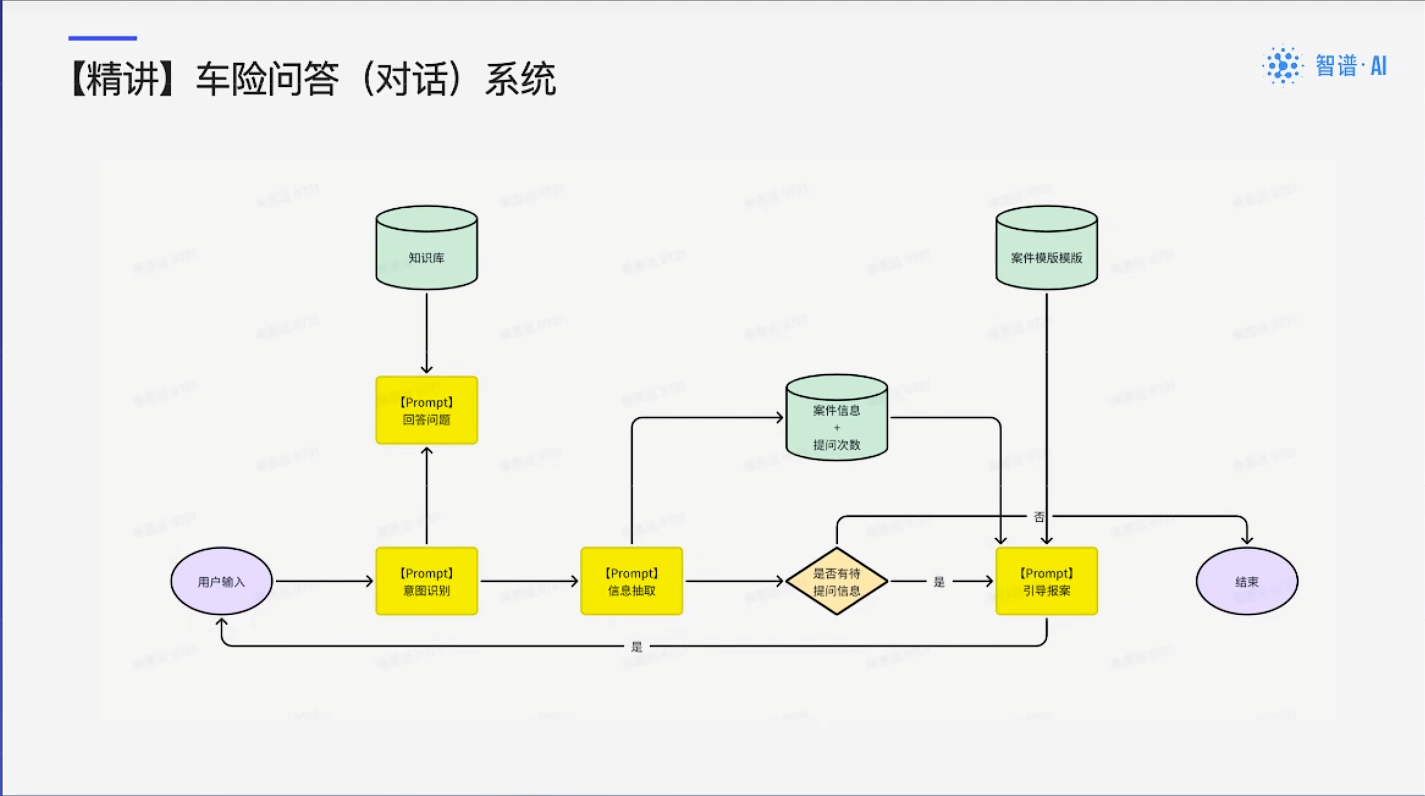 【精讲】车险问答（对话）系统
智谱·AI
知识库
案件模版模版
【Prompt】
回答问题
案件信息
+
提问次数
否
用户输入
【Prompt】
意图识别
【Prompt】
信息抽取
是否有待
提问信息
是
【Prompt】
引导报案
结束
是